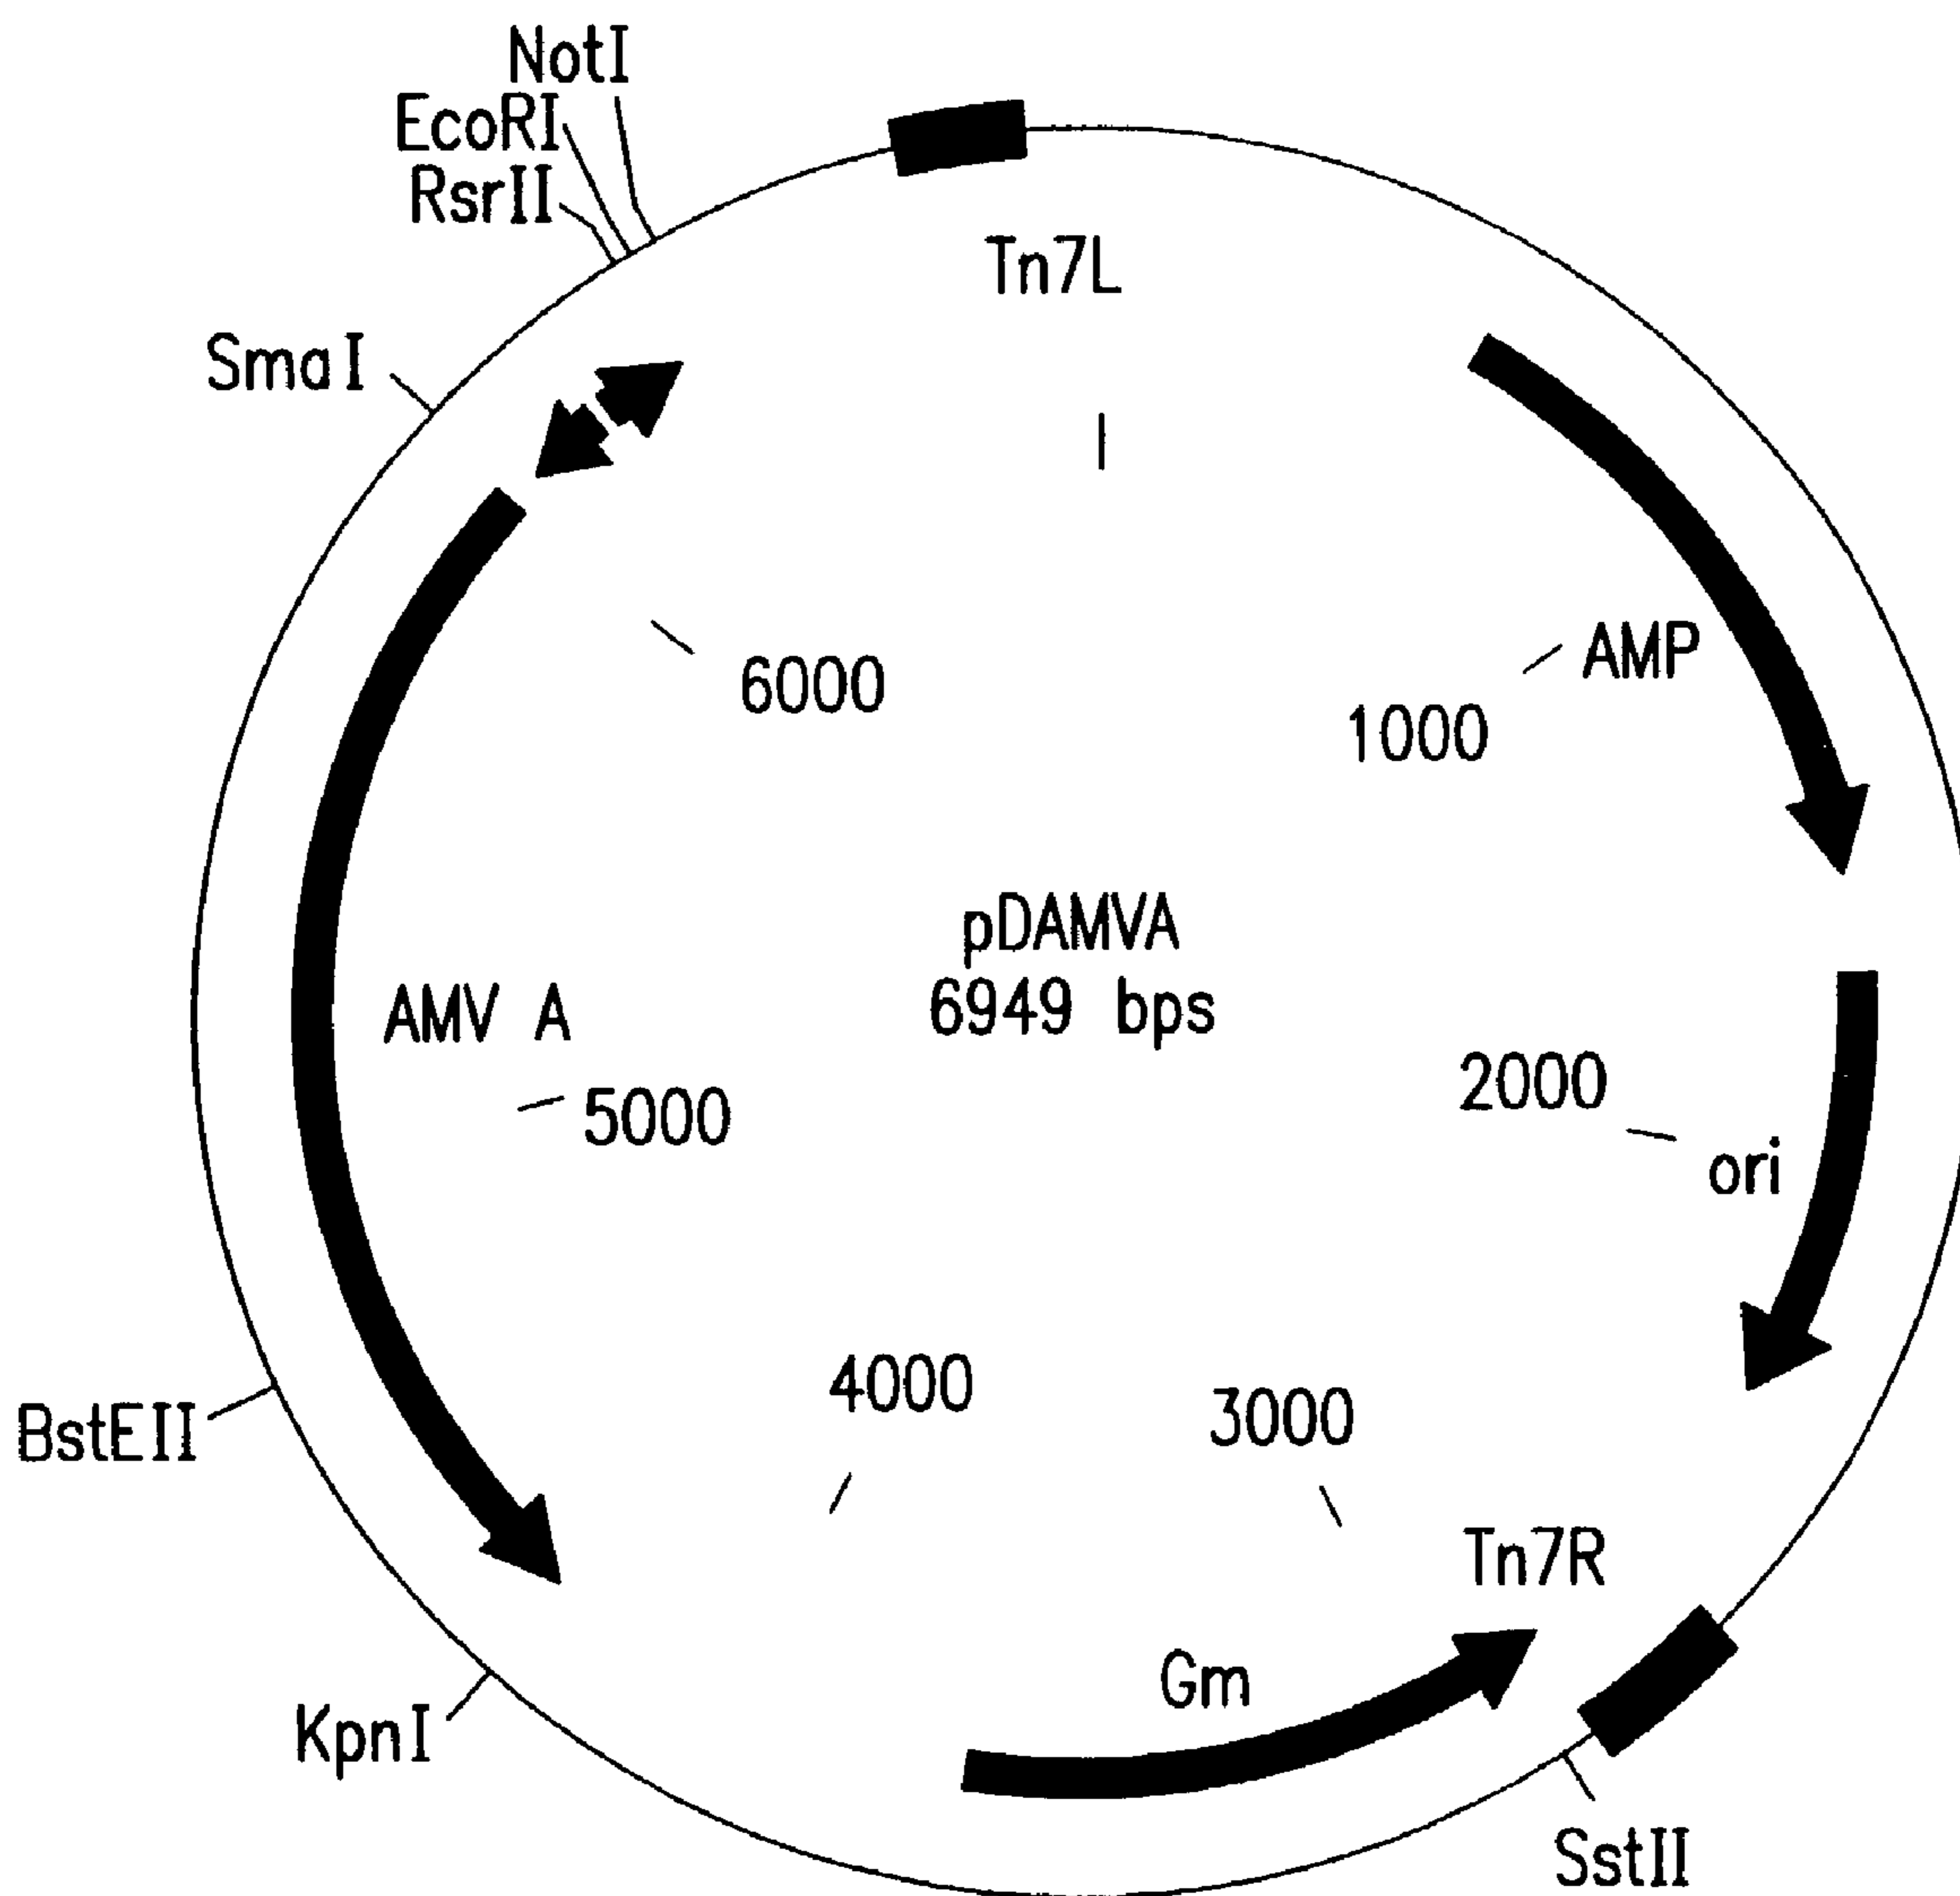 NotI
EcoRI
RsrII
Tn7L
SmaI
AMP
6000
1000
pDAMVA
6949 bps
AMV A
5000
2000
ori
4000
3000
BstEII
Tn7R
Gm
KpnI
SstII